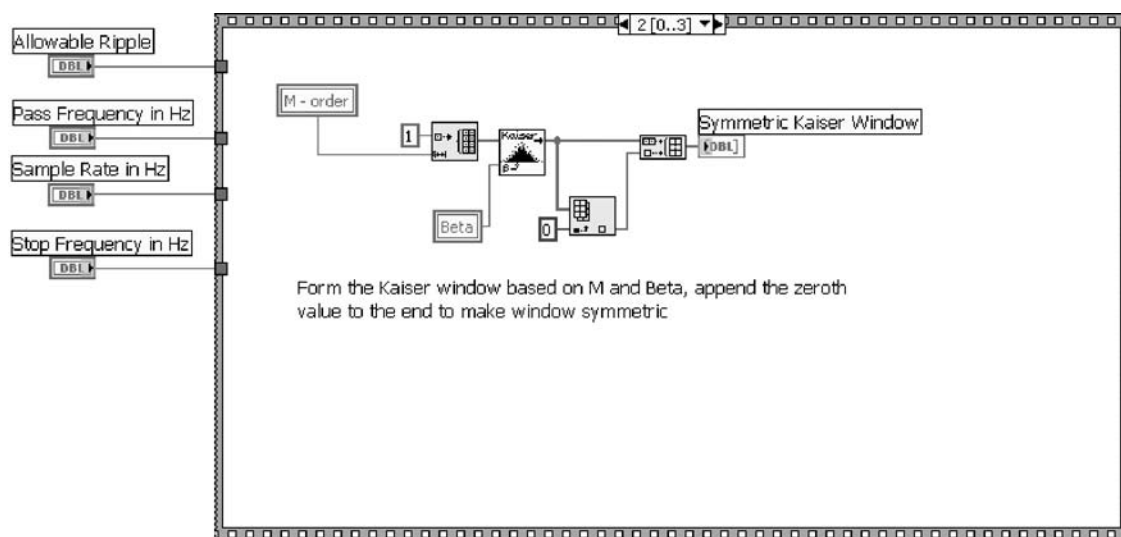 2 [0..3]
Allowable Ripple
DBL
Pass Frequency in Hz
DBL
Sample Rate in Hz
DBL
Stop Frequency in Hz
DBL
M - order
1
Kaiser
β
Beta
0
Symmetric Kaiser Window
DBL]
Form the Kaiser window based on M and Beta, append the zeroth
value to the end to make window symmetric